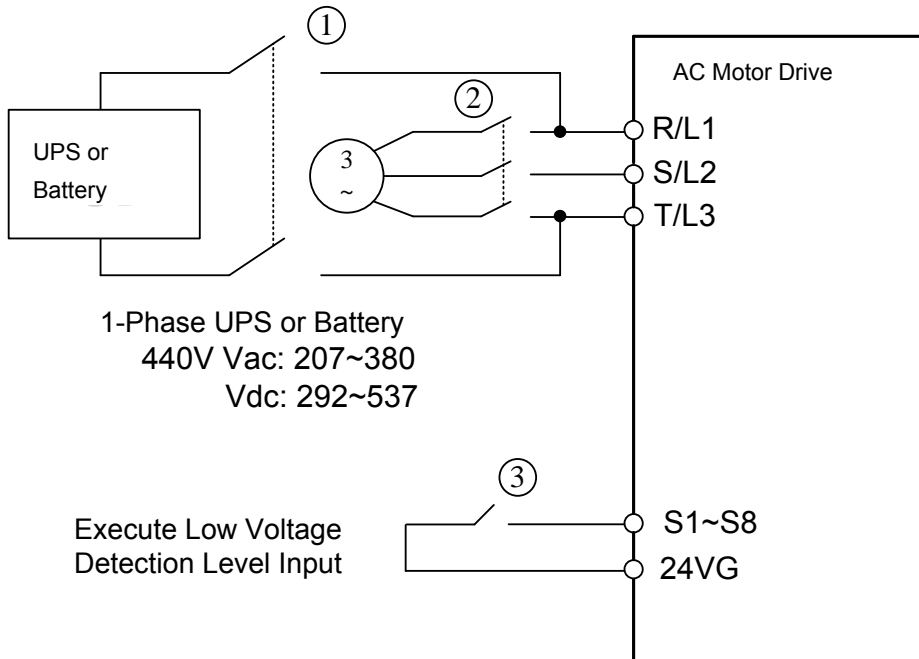 ①
AC Motor Drive
②
R/L1
UPS or
Battery
3
~
S/L2
T/L3
1-Phase UPS or Battery
440V Vac: 207~380
Vdc: 292~537
③
Execute Low Voltage
Detection Level Input
S1~S8
24VG